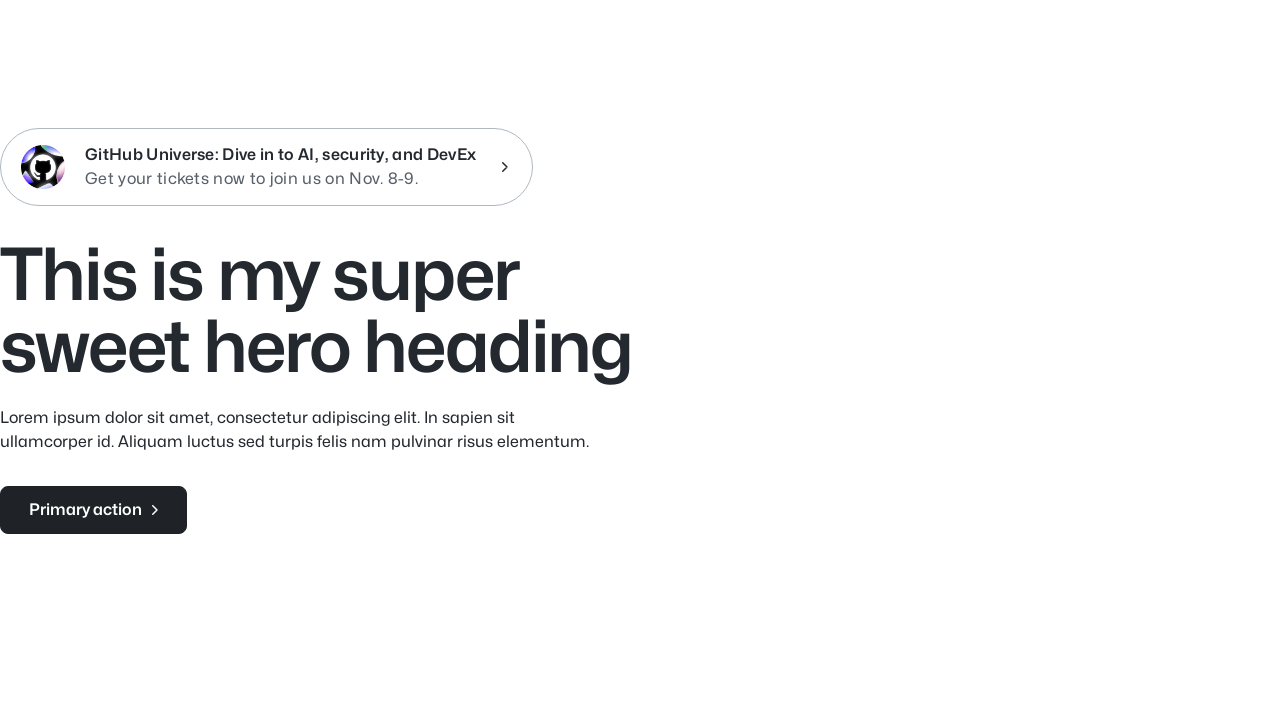 GitHub Universe: Dive in to AI, security, and DevEx
Get your tickets now to join us on Nov. 8-9.
This is my super
sweet hero heading
Lorem ipsum dolor sit amet, consectetur adipiscing elit. In sapien sit
ullamcorper id. Aliquam luctus sed turpis felis nam pulvinar risus elementum.
Primary action